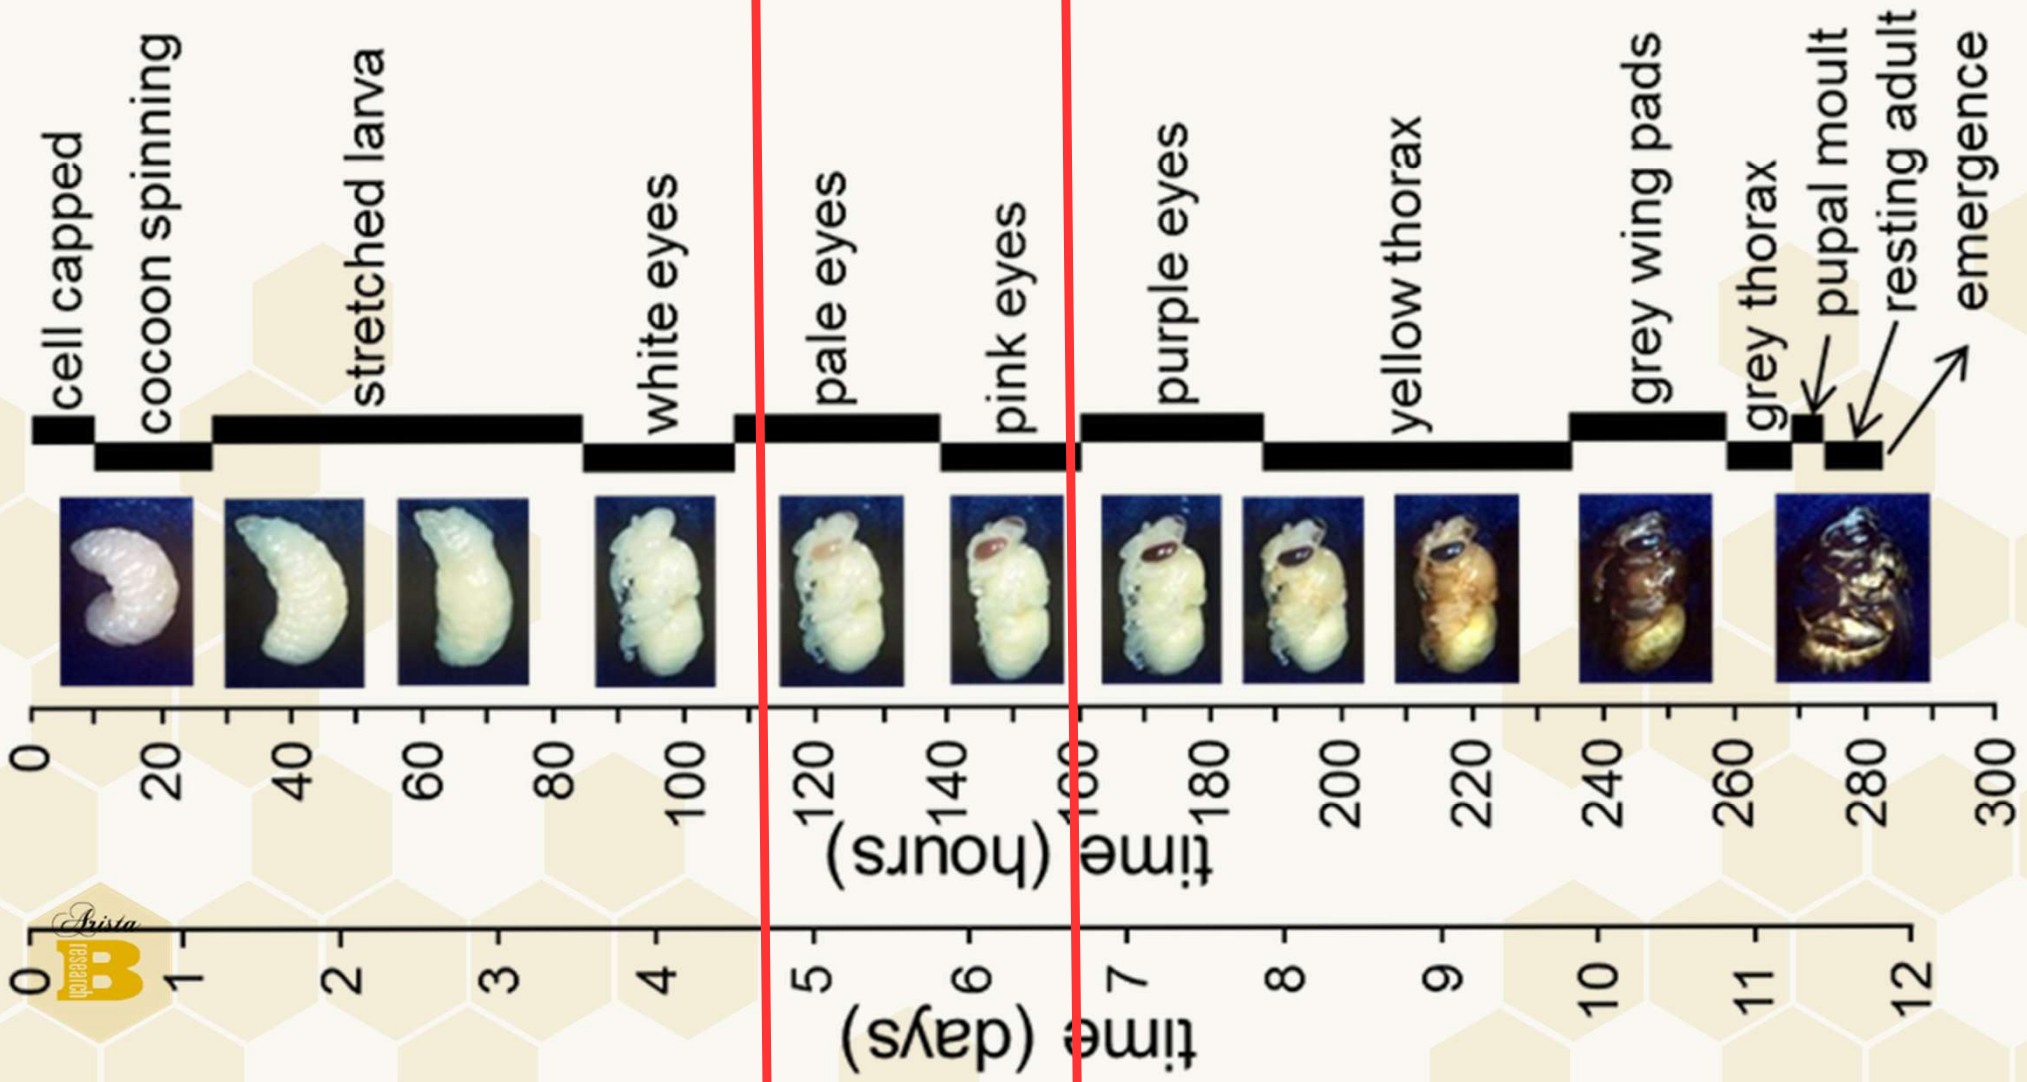 cell capped
cocoon spinning
stretched larva
white eyes
pale eyes
pink eyes
purple eyes
yellow thorax
grey wing pads
grey thorax
pupal moult
resting adult
emergence
0 20 40 60 80 100 120 140 160 180 200 220 240 260 280 300
time (hours)
Arista
B
research
0 1 2 3 4 5 6 7 8 9 10 11 12
time (days)